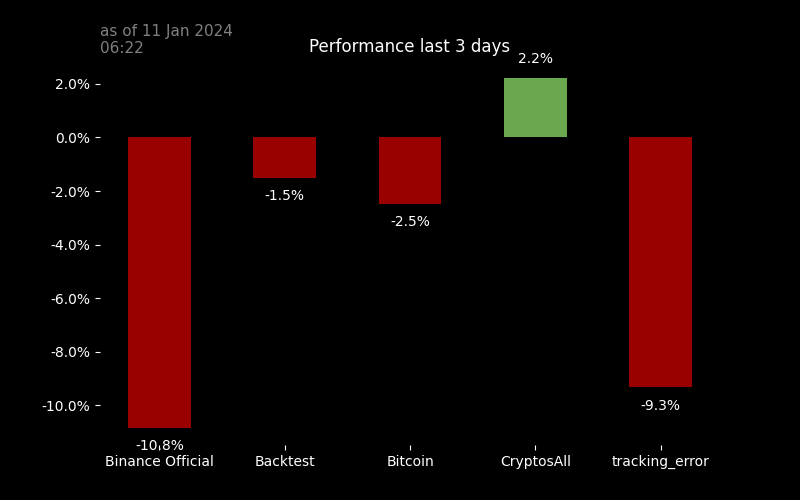 as of 11 Jan 2024
06:22
Performance last 3 days
2.2%
2.0%
0.0%
-2.0%
-1.5%
-2.5%
-4.0%
-6.0%
-8.0%
-10.0%
-9.3%
-10.8%
Binance Official
Backtest
Bitcoin
CryptosAll
tracking_error